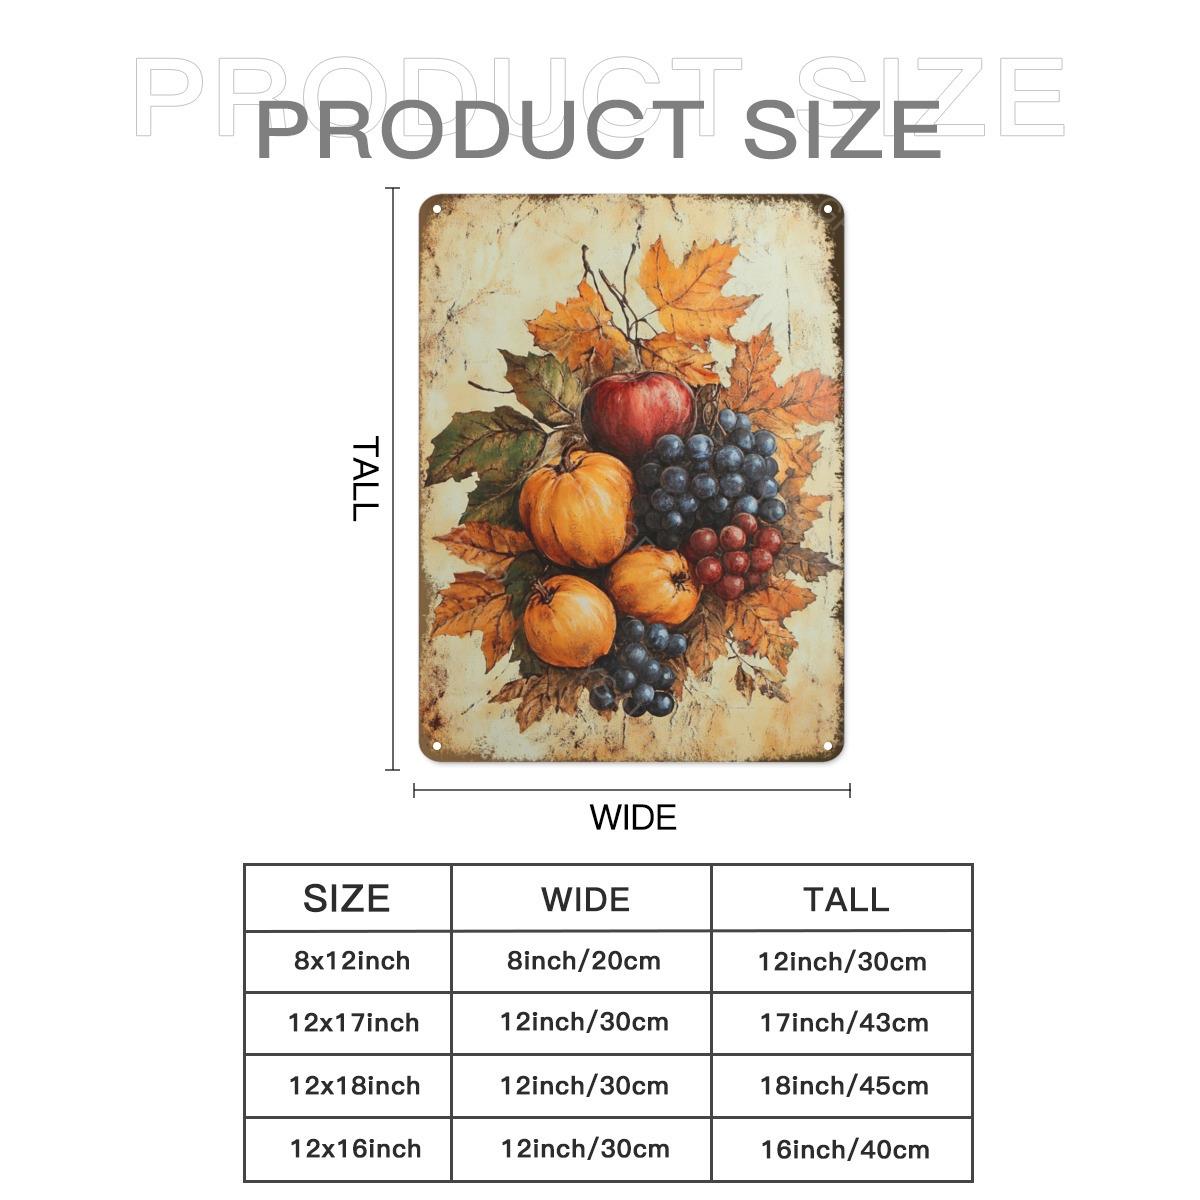 PRODUCT SIZE
PRODUCT SIZE
TALL
WIDE
SIZE WIDE TALL
8x12inch 8inch/20cm 12inch/30cm
12x17inch 12inch/30cm 17inch/43cm
12x18inch 12inch/30cm 18inch/45cm
12x16inch 12inch/30cm 16inch/40cm